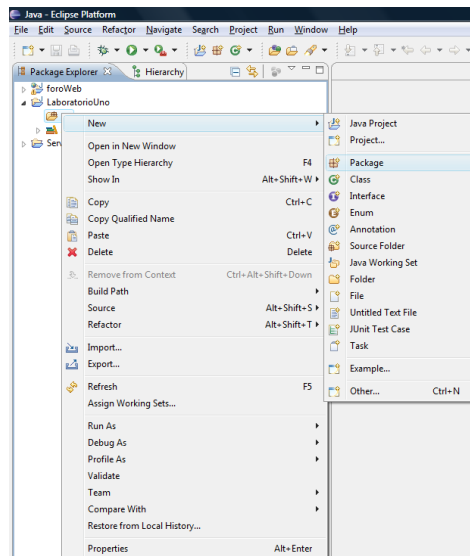 Java - Eclipse Platform
File Edit Source Refactor Navigate Search Project Run Window Help
Package Explorer Hierarchy
foroWeb
LaboratorioUno
Ser
New
Open in New Window
Open Type Hierarchy F4
Show In Alt+Shift+W
Copy Ctrl+C
Copy Qualified Name
Paste Ctrl+V
Delete Delete
Remove from Context Ctrl+Alt+Shift+Down
Build Path
Source Alt+Shift+S
Refactor Alt+Shift+T
Import...
Export...
Refresh F5
Assign Working Sets...
Run As
Debug As
Profile As
Validate
Team
Compare With
Restore from Local History...
Properties Alt+Enter
Java Project
Project...
Package
Class
Interface
Enum
Annotation
Source Folder
Java Working Set
Folder
File
Untitled Text File
JUnit Test Case
Task
Example...
Other... Ctrl+N